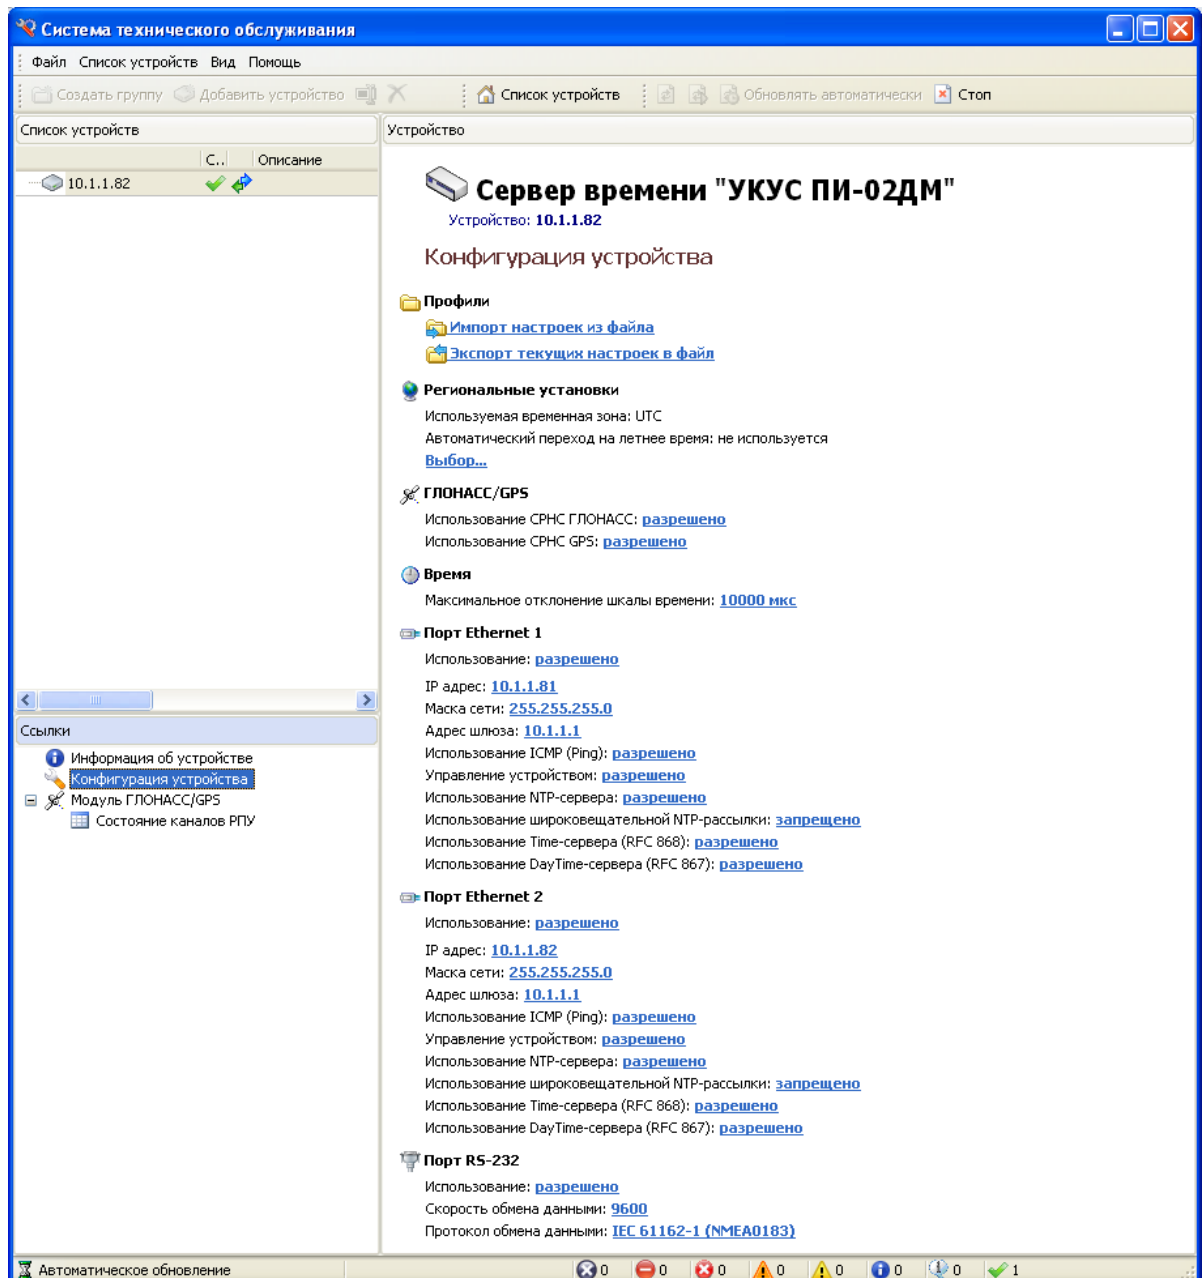 Система технического обслуживания
Файл Список устройств Вид Помощь
Создать группу Добавить устройство Список устройств Обновлять автоматически Стоп
Список устройств
С.. Описание
10.1.1.82
Ссылки
Информация об устройстве
Конфигурация устройства
Модуль ГЛОНАСС/GPS
Состояние каналов РПУ
Устройство
Сервер времени "УКУС ПИ-02ДМ"
Устройство: 10.1.1.82
Конфигурация устройства
Профили
Импорт настроек из файла
Экспорт текущих настроек в файл
Региональные установки
Используемая временная зона: UTC
Автоматический переход на летнее время: не используется
Выбор...
ГЛОНАСС/GPS
Использование СРНС ГЛОНАСС: разрешено
Использование СРНС GPS: разрешено
Время
Максимальное отклонение шкалы времени: 10000 мкс
Порт Ethernet 1
Использование: разрешено
IP адрес: 10.1.1.81
Маска сети: 255.255.255.0
Адрес шлюза: 10.1.1.1
Использование ICMP (Ping): разрешено
Управление устройством: разрешено
Использование NTP-сервера: разрешено
Использование широковещательной NTP-рассылки: запрещено
Использование Time-сервера (RFC 868): разрешено
Использование DayTime-сервера (RFC 867): разрешено
Порт Ethernet 2
Использование: разрешено
IP адрес: 10.1.1.82
Маска сети: 255.255.255.0
Адрес шлюза: 10.1.1.1
Использование ICMP (Ping): разрешено
Управление устройством: разрешено
Использование NTP-сервера: разрешено
Использование широковещательной NTP-рассылки: запрещено
Использование Time-сервера (RFC 868): разрешено
Использование DayTime-сервера (RFC 867): разрешено
Порт RS-232
Использование: разрешено
Скорость обмена данными: 9600
Протокол обмена данными: IEC 61162-1 (NMEA0183)
Автоматическое обновление 0 0 0 0 0 0 0 1